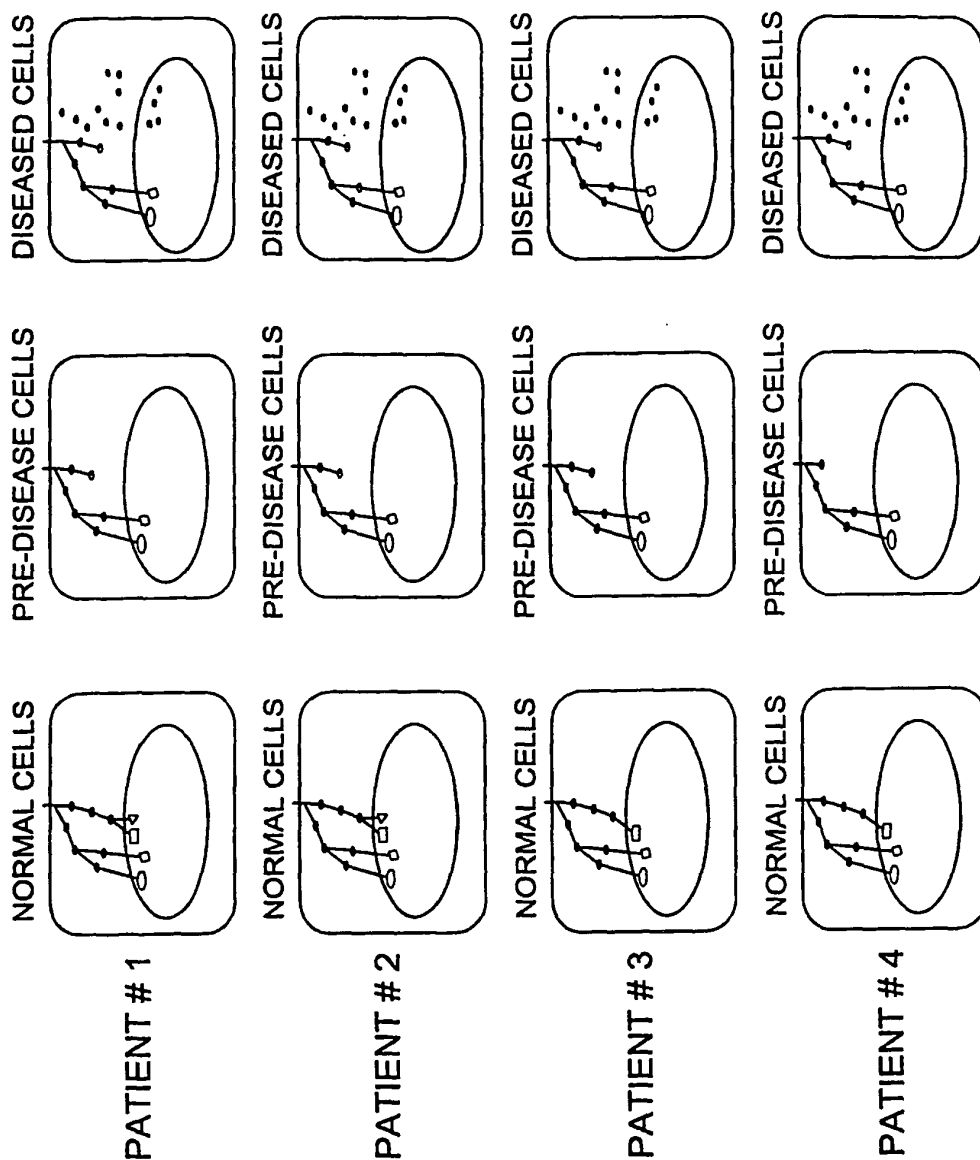 NORMAL CELLS
PRE-DISEASE CELLS
DISEASED CELLS
PATIENT # 1
NORMAL CELLS
PRE-DISEASE CELLS
DISEASED CELLS
PATIENT # 2
NORMAL CELLS
PRE-DISEASE CELLS
DISEASED CELLS
PATIENT # 3
NORMAL CELLS
PRE-DISEASE CELLS
DISEASED CELLS
PATIENT # 4